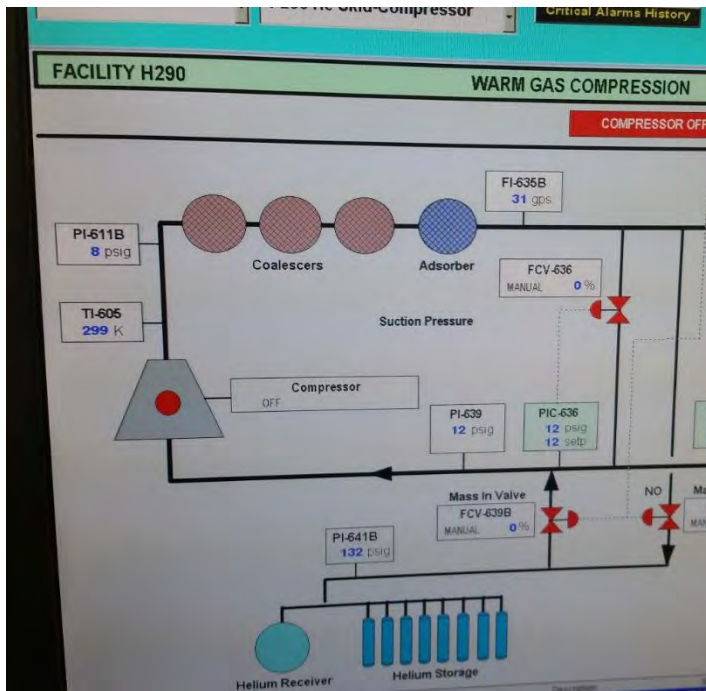 Skid-Compressor
Critical Alarms History
FACILITY H290
WARM GAS COMPRESSION
COMPRESSOR OFF
FI-635B
31 gps
PI-611B
8 psig
Coalescers
Adsorber
FCV-636
MANUAL 0 %
TI-605
299 K
Suction Pressure
Compressor
OFF
PI-639
12 psig
PIC-636
12 psig
12 setp
Mass In Valve
NO
FCV-639B
MANUAL 0 %
PI-641B
132 psig
Helium Receiver
Helium Storage